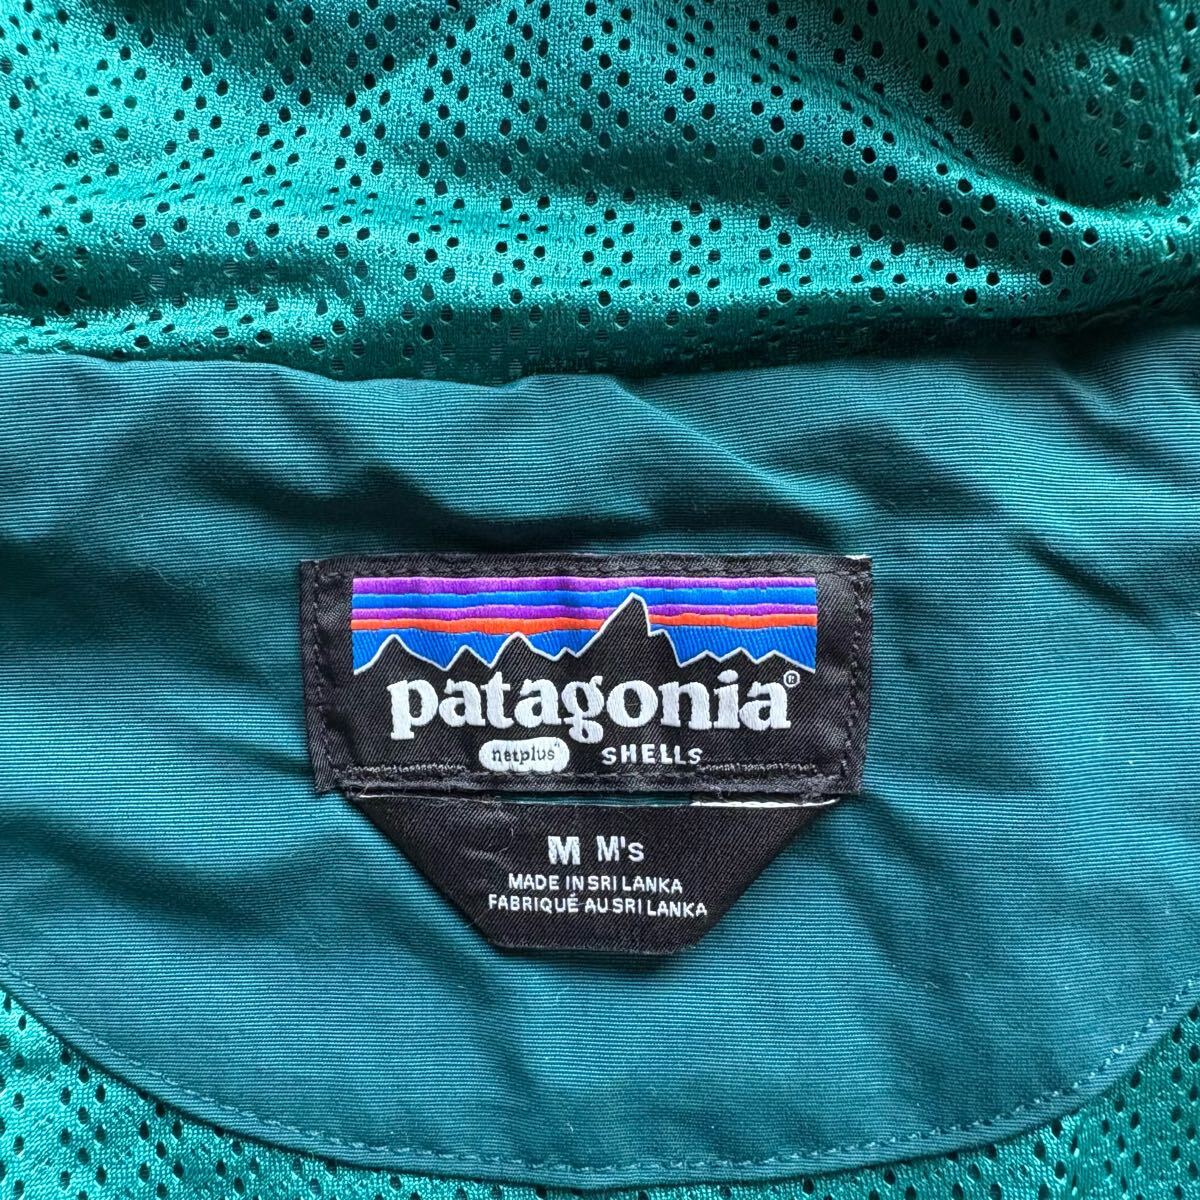 patagonia®
netplus® SHELLS
M M's
MADE IN SRI LANKA
FABRIQUÉ AU SRI LANKA